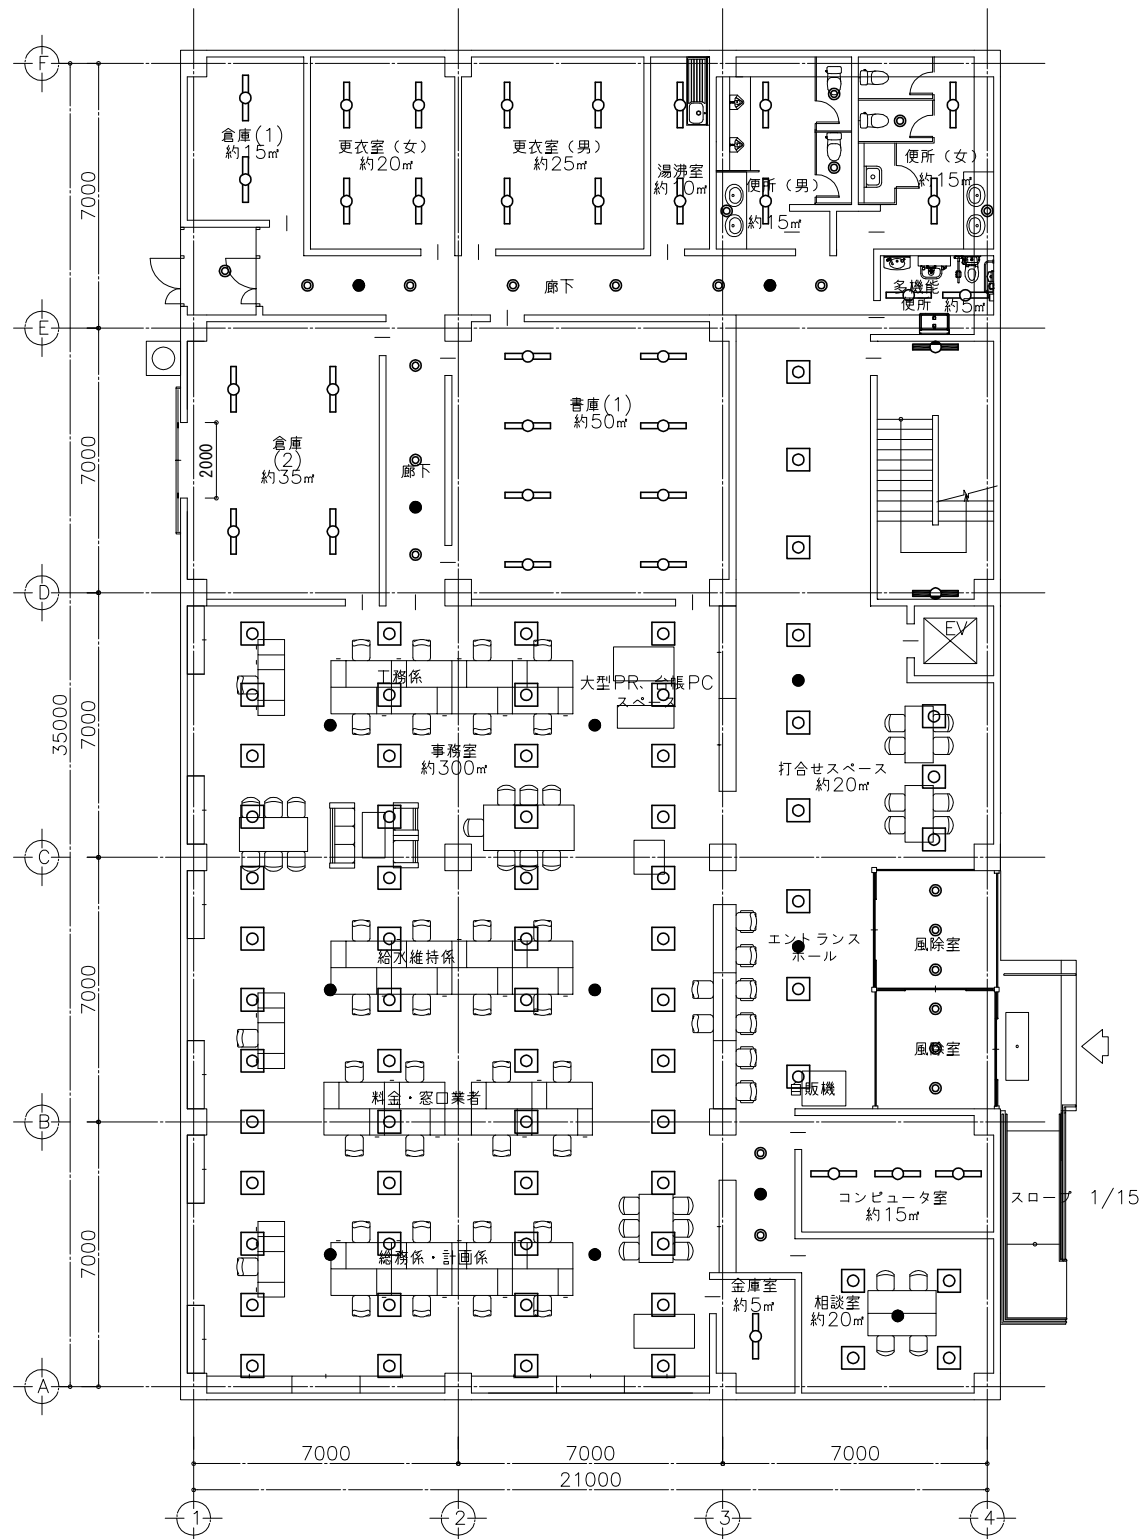 F
倉庫(1)
約15㎡
更衣室（女）
約20㎡
更衣室（男）
約25㎡
湯沸室
約10㎡
便所（男）
約15㎡
便所（女）
約15㎡
7000
廊下
多機能
便所
約5㎡
E
倉庫
(2)
約35㎡
2000
廊下
書庫(1)
約50㎡
7000
D
EV
工務係
大型PR、台帳PC
スペース
35000
7000
事務室
約300㎡
打合せスペース
約20㎡
C
給水維持係
エントランス
ホール
風除室
7000
風除室
自販機
料金・窓口業者
B
コンピュータ室
約15㎡
スロープ 1/15
7000
総務係・計画係
金庫室
約5㎡
相談室
約20㎡
A
7000
7000
7000
21000
1
2
3
4